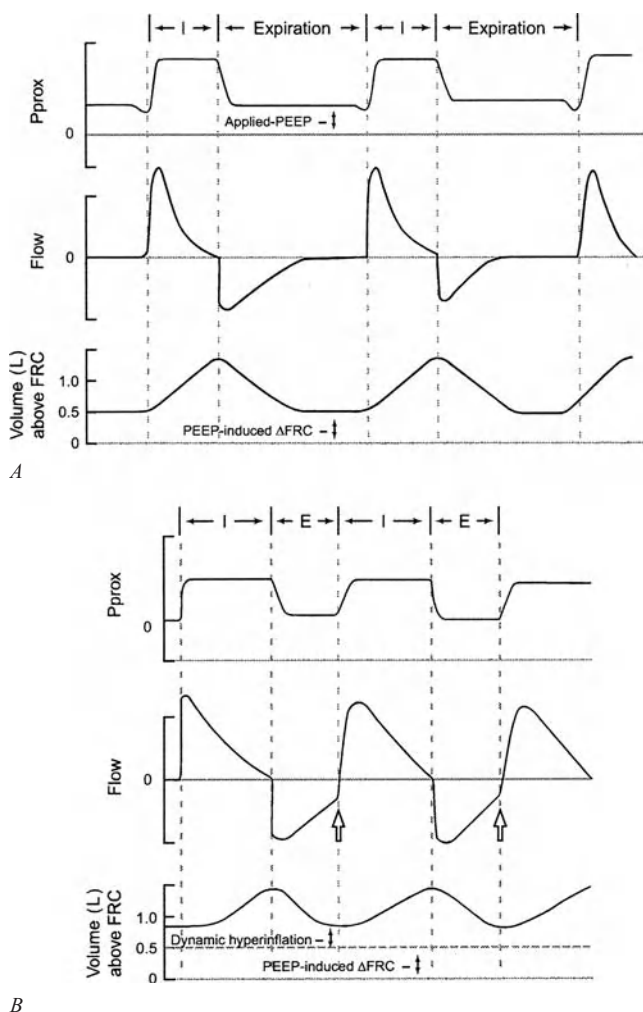 I Expiration I Expiration
Pprox
0
Applied-PEEP
Flow
0
Volume (L)
above FRC
1.0
0.5
0
PEEP-induced ΔFRC
A
I E I E
Pprox
0
Flow
0
Volume (L)
above FRC
1.0
0.5
0
Dynamic hyperinflation
PEEP-induced ΔFRC
B